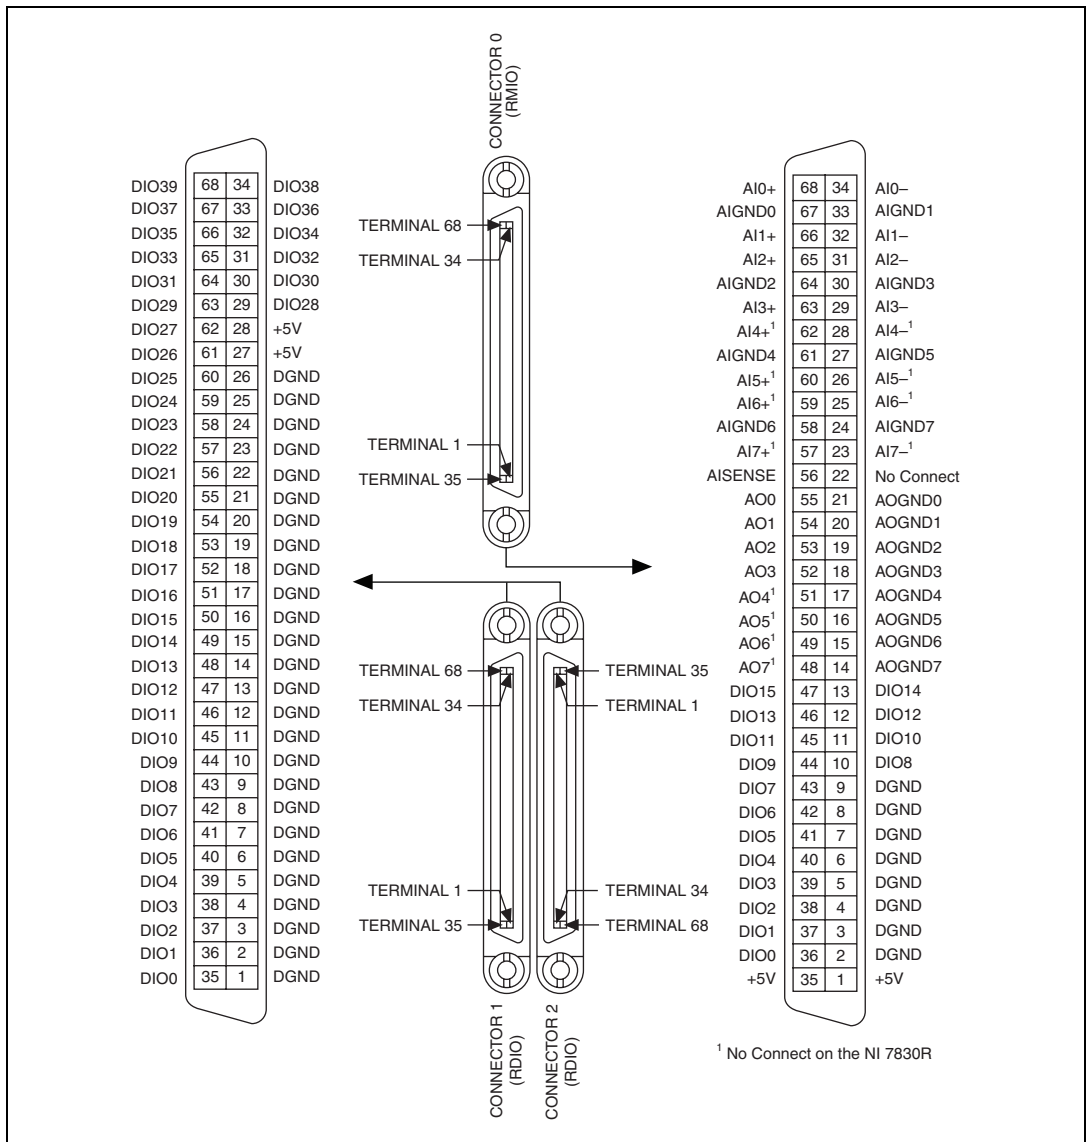 CONNECTOR 0
(RMIO)
DIO39 68 34 DIO38
DIO37 67 33 DIO36
DIO35 66 32 DIO34
DIO33 65 31 DIO32
DIO31 64 30 DIO30
DIO29 63 29 DIO28
DIO27 62 28 +5V
DIO26 61 27 +5V
DIO25 60 26 DGND
DIO24 59 25 DGND
DIO23 58 24 DGND
DIO22 57 23 DGND
DIO21 56 22 DGND
DIO20 55 21 DGND
DIO19 54 20 DGND
DIO18 53 19 DGND
DIO17 52 18 DGND
DIO16 51 17 DGND
DIO15 50 16 DGND
DIO14 49 15 DGND
DIO13 48 14 DGND
DIO12 47 13 DGND
DIO11 46 12 DGND
DIO10 45 11 DGND
DIO9 44 10 DGND
DIO8 43 9 DGND
DIO7 42 8 DGND
DIO6 41 7 DGND
DIO5 40 6 DGND
DIO4 39 5 DGND
DIO3 38 4 DGND
DIO2 37 3 DGND
DIO1 36 2 DGND
DIO0 35 1 DGND
TERMINAL 68
TERMINAL 34
TERMINAL 1
TERMINAL 35
TERMINAL 68
TERMINAL 34
TERMINAL 1
TERMINAL 35
TERMINAL 35
TERMINAL 1
TERMINAL 34
TERMINAL 68
CONNECTOR 1
(RDIO)
CONNECTOR 2
(RDIO)
AI0+ 68 34 AI0–
AIGND0 67 33 AIGND1
AI1+ 66 32 AI1–
AI2+ 65 31 AI2–
AIGND2 64 30 AIGND3
AI3+ 63 29 AI3–
AI4+¹ 62 28 AI4–¹
AIGND4 61 27 AIGND5
AI5+¹ 60 26 AI5–¹
AI6+¹ 59 25 AI6–¹
AIGND6 58 24 AIGND7
AI7+¹ 57 23 AI7–¹
AISENSE 56 22 No Connect
AO0 55 21 AOGND0
AO1 54 20 AOGND1
AO2 53 19 AOGND2
AO3 52 18 AOGND3
AO4¹ 51 17 AOGND4
AO5¹ 50 16 AOGND5
AO6¹ 49 15 AOGND6
AO7¹ 48 14 AOGND7
DIO15 47 13 DIO14
DIO13 46 12 DIO12
DIO11 45 11 DIO10
DIO9 44 10 DIO8
DIO7 43 9 DGND
DIO6 42 8 DGND
DIO5 41 7 DGND
DIO4 40 6 DGND
DIO3 39 5 DGND
DIO2 38 4 DGND
DIO1 37 3 DGND
DIO0 36 2 DGND
+5V 35 1 +5V
¹ No Connect on the NI 7830R